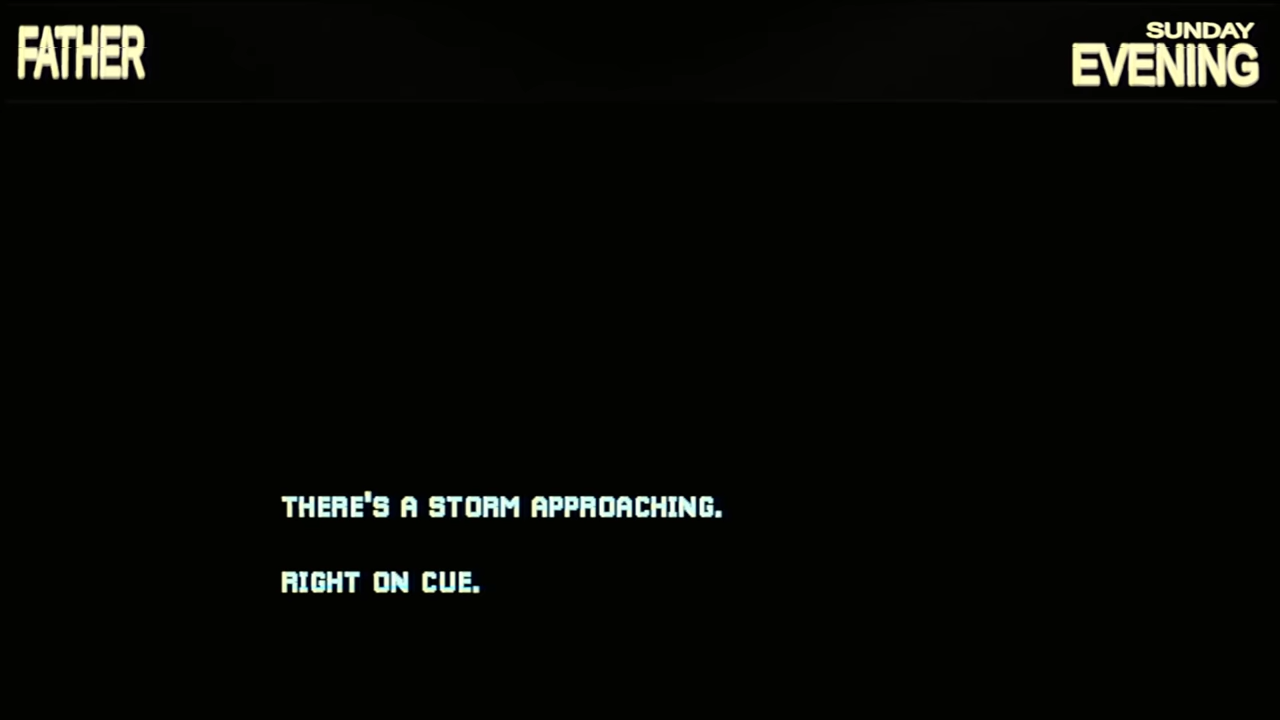 FATHER
SUNDAY
EVENING
THERE'S A STORM APPROACHING.
RIGHT ON CUE.